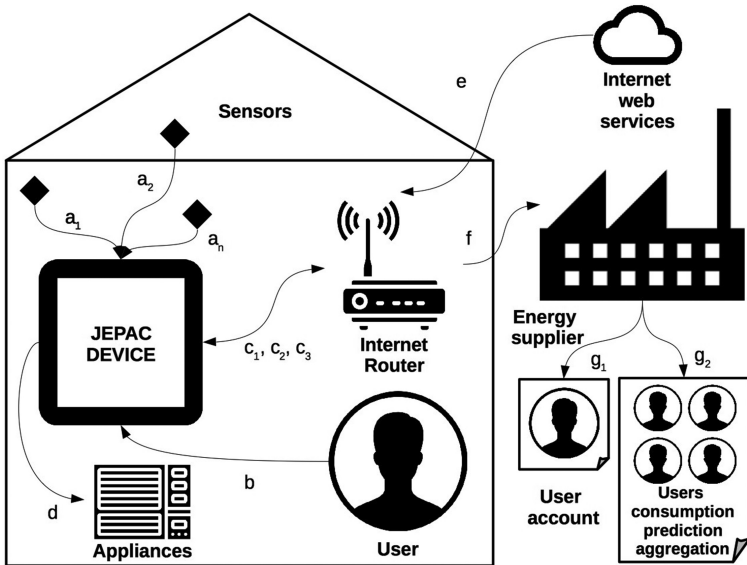 Internet
web
services
e
Sensors
a2
a1
an
f
JEPAC
DEVICE
c1, c2, c3
Internet
Router
Energy
supplier
g1
g2
b
d
Appliances
User
User
account
Users
consumption
prediction
aggregation